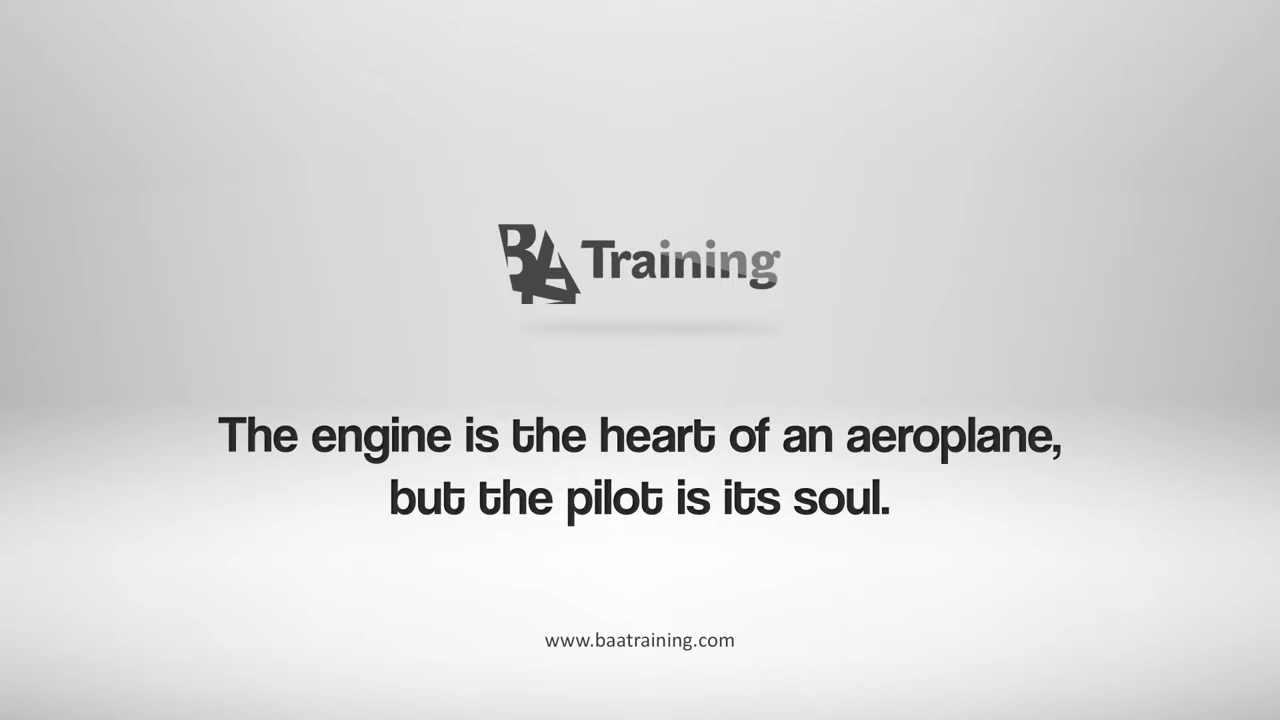 BAA Training
The engine is the heart of an aeroplane,
but the pilot is its soul.
www.baatraining.com